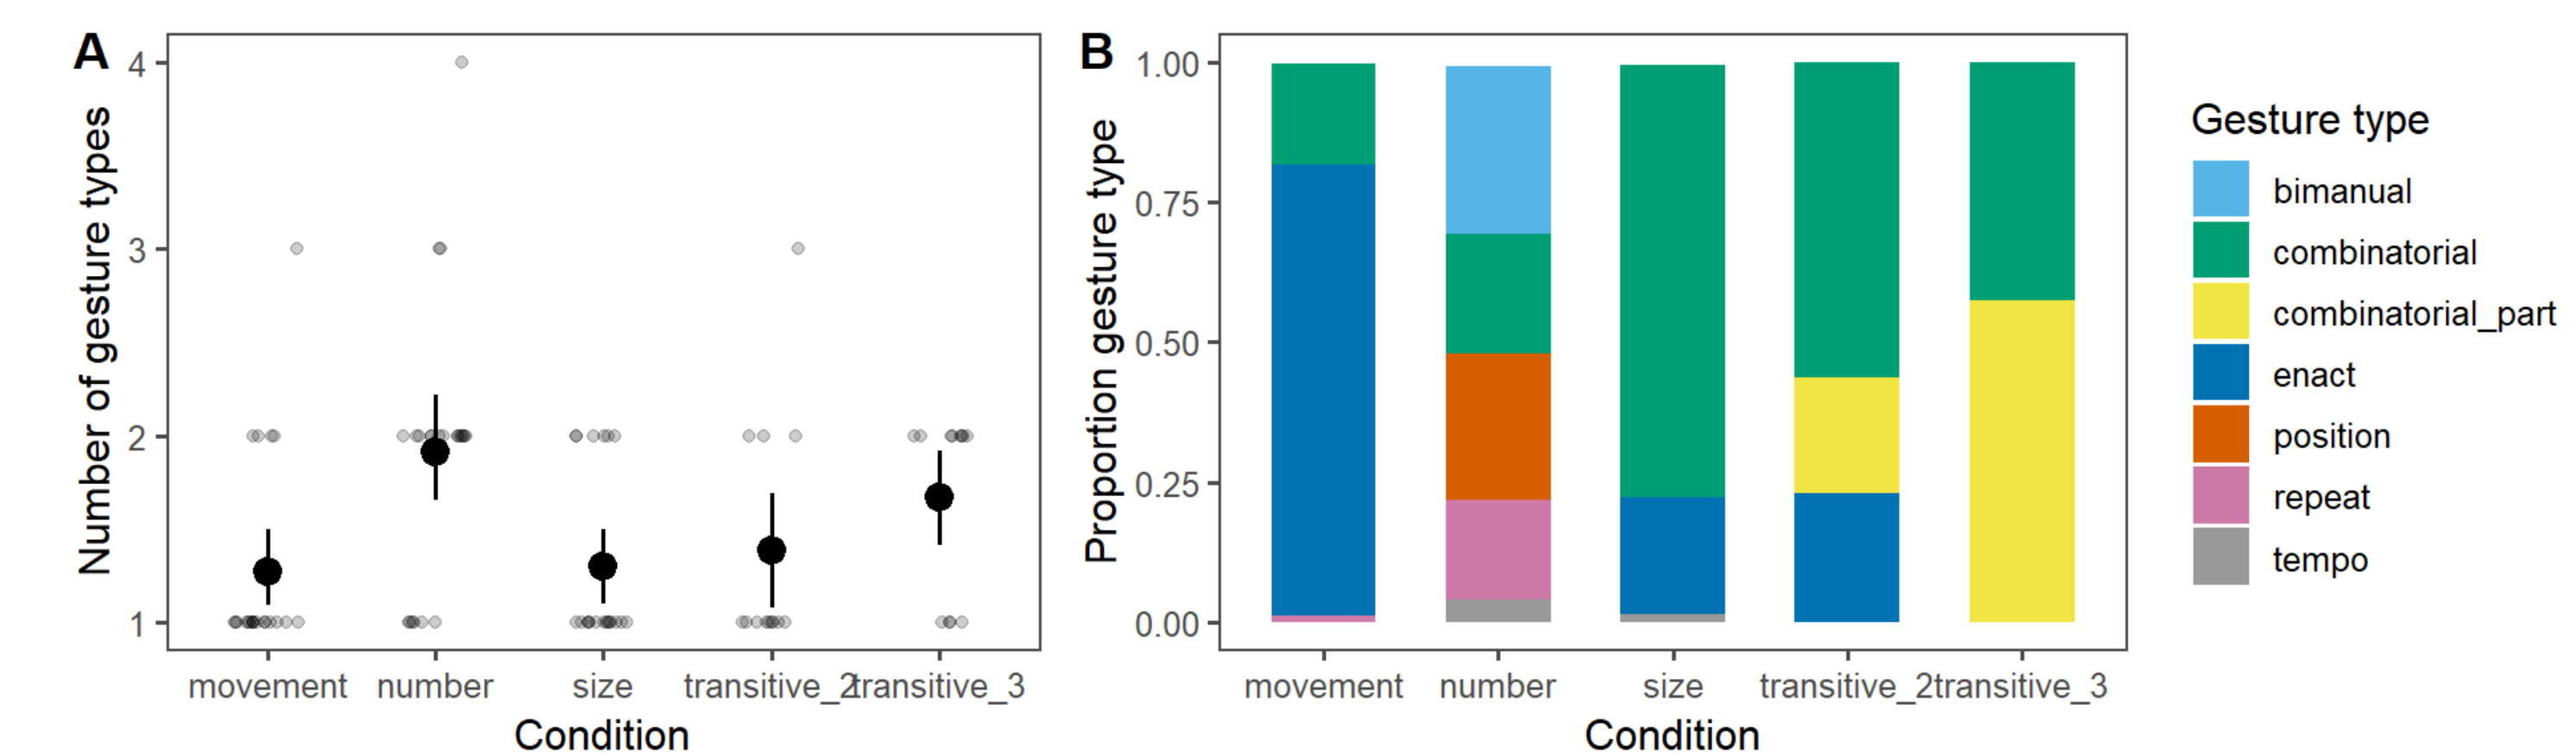 A
Number of gesture types
4
3
2
1
movement number size transitive_2 transitive_3
Condition
B
Proportion gesture type
1.00
0.75
0.50
0.25
0.00
movement number size transitive_2 transitive_3
Condition
Gesture type
bimanual
combinatorial
combinatorial_part
enact
position
repeat
tempo